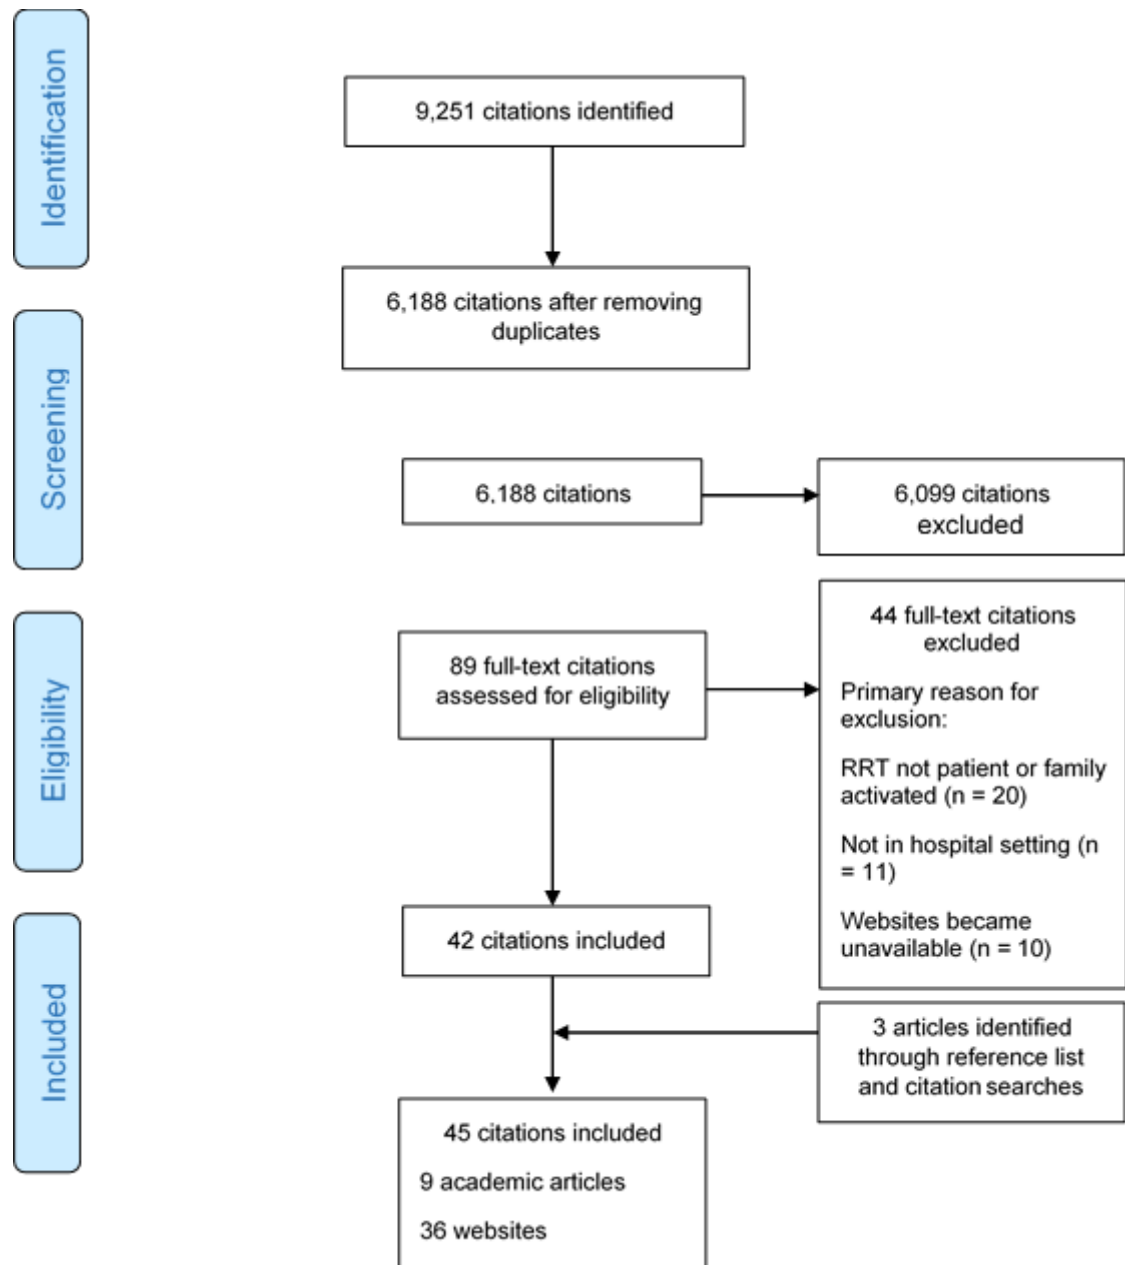 Identification
9,251 citations identified
6,188 citations after removing
duplicates
Screening
6,188 citations
6,099 citations
excluded
Eligibility
89 full-text citations
assessed for eligibility
44 full-text citations
excluded
Primary reason for
exclusion:
RRT not patient or family
activated (n = 20)
Not in hospital setting (n
= 11)
Websites became
unavailable (n = 10)
Included
42 citations included
3 articles identified
through reference list
and citation searches
45 citations included
9 academic articles
36 websites